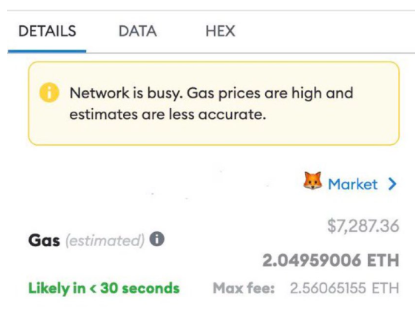 DETAILS DATA HEX
Network is busy. Gas prices are high and
estimates are less accurate.
Market >
$7,287.36
Gas (estimated)
2.04959006 ETH
Likely in < 30 seconds Max fee: 2.56065155 ETH